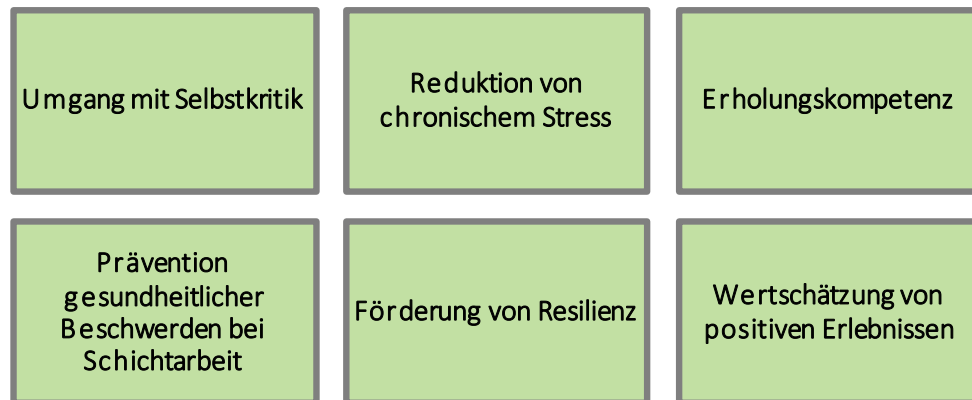 Umgang mit Selbstkritik
Reduktion von
chronischem Stress
Erholungskompetenz
Prävention
gesundheitlicher
Beschwerden bei
Schichtarbeit
Förderung von Resilienz
Wertschätzung von
positiven Erlebnissen